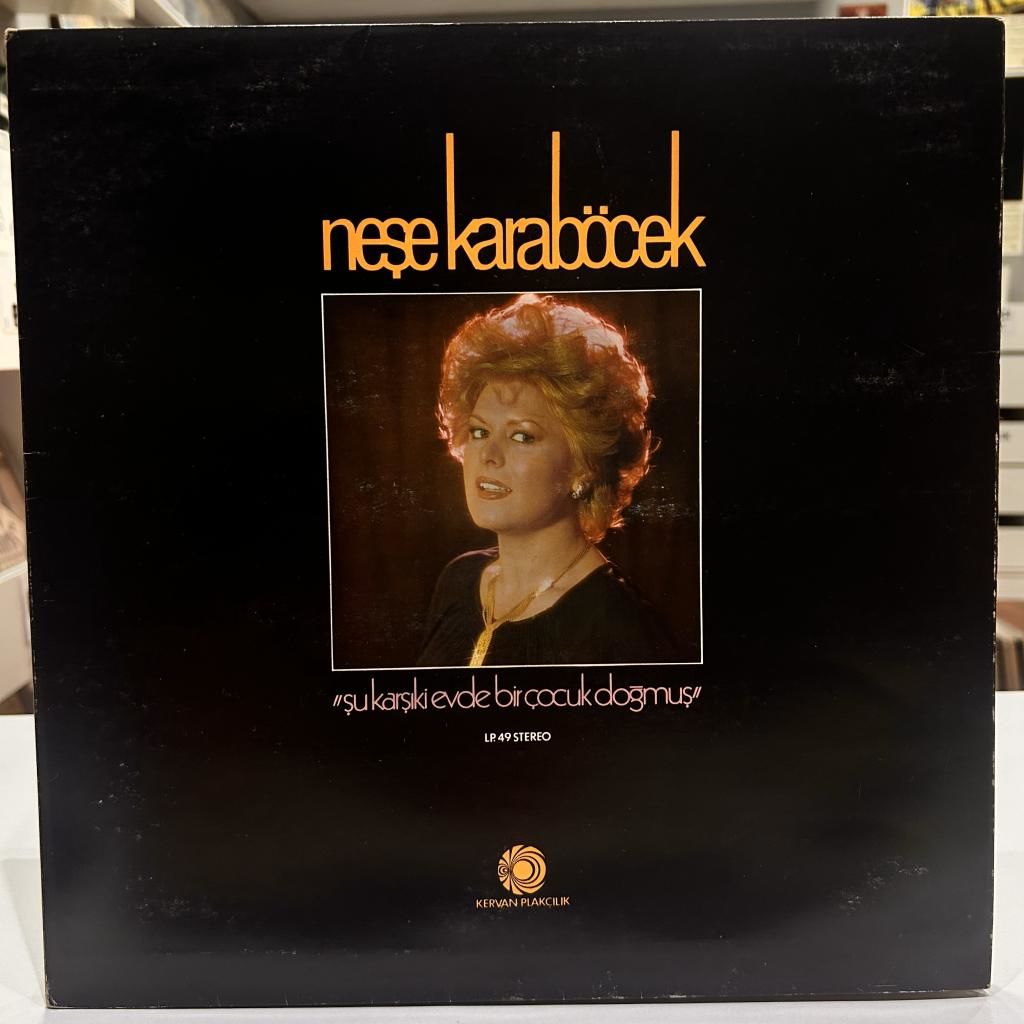 neşe karaböcek
"şu karşıki evde bir çocuk doğmuş"
LP. 49 STEREO
KERVAN PLAKÇILIK